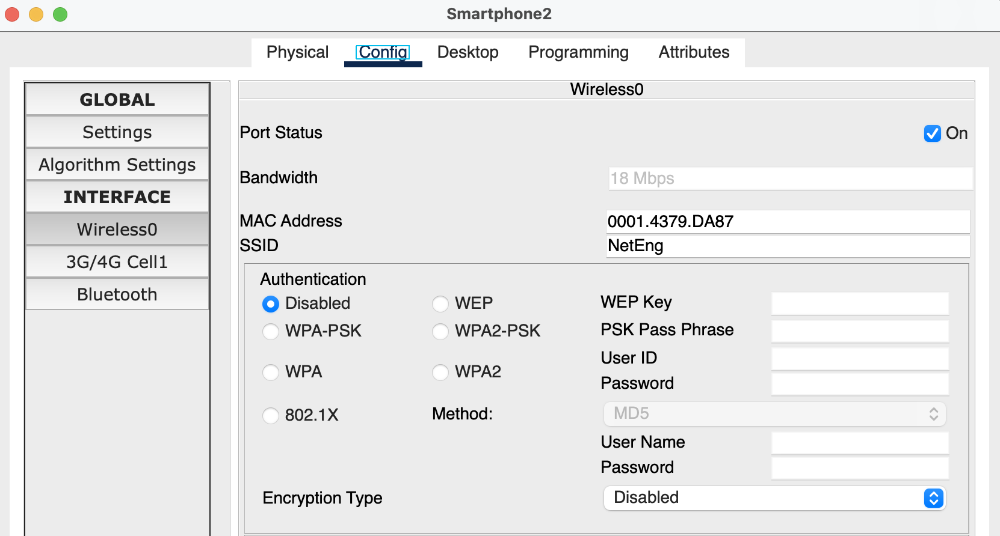 Smartphone2
Physical Config Desktop Programming Attributes
GLOBAL
Settings
Algorithm Settings
INTERFACE
Wireless0
3G/4G Cell1
Bluetooth
Wireless0
Port Status On
Bandwidth 18 Mbps
MAC Address 0001.4379.DA87
SSID NetEng
Authentication
Disabled WEP WEP Key
WPA-PSK WPA2-PSK PSK Pass Phrase
User ID
WPA WPA2
Password
802.1X Method: MD5
User Name
Password
Encryption Type Disabled